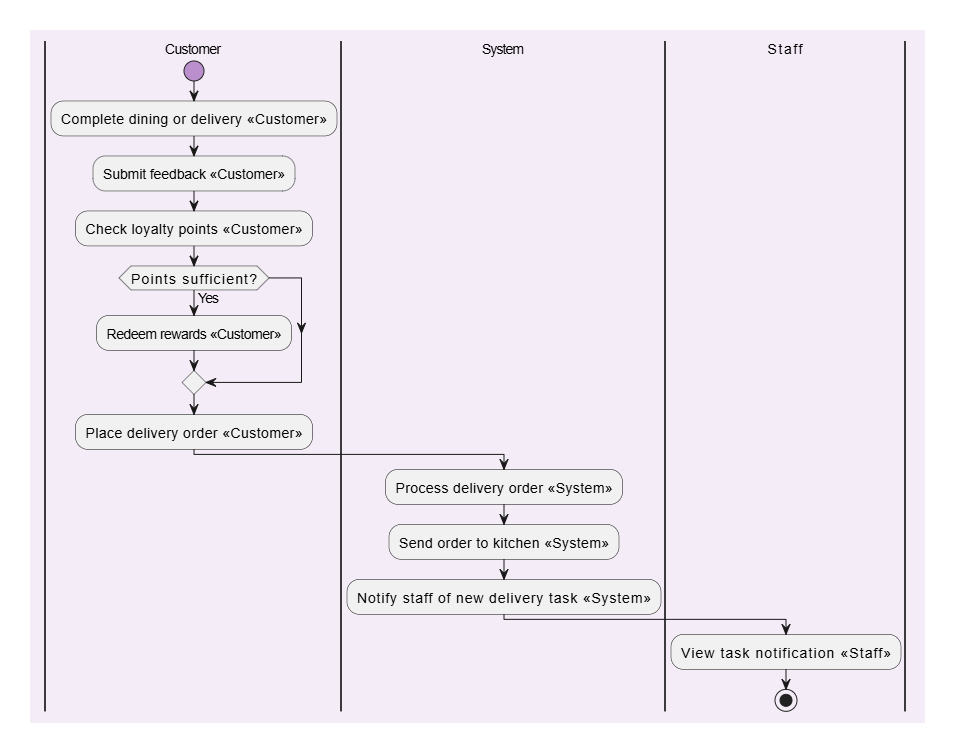 Customer
System
Staff
Complete dining or delivery «Customer»
Submit feedback «Customer»
Check loyalty points «Customer»
Points sufficient?
Yes
Redeem rewards «Customer»
Place delivery order «Customer»
Process delivery order «System»
Send order to kitchen «System»
Notify staff of new delivery task «System»
View task notification «Staff»